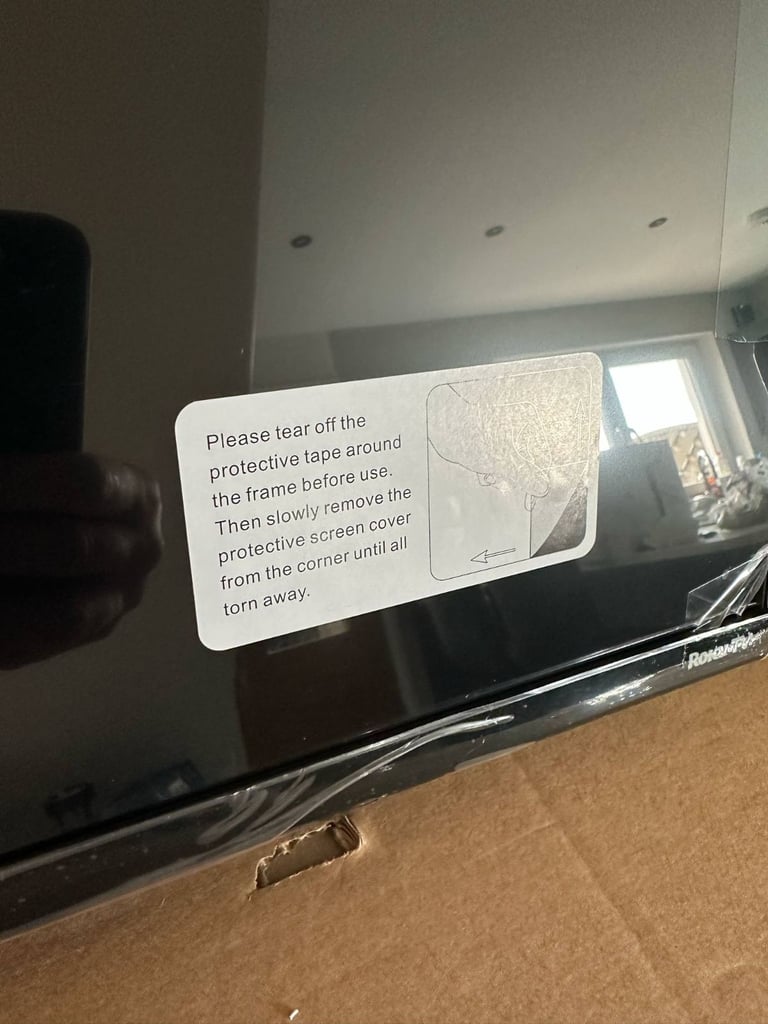 Please tear off the
protective tape around
the frame before use.
Then slowly remove the
protective screen cover
from the corner until all
torn away.